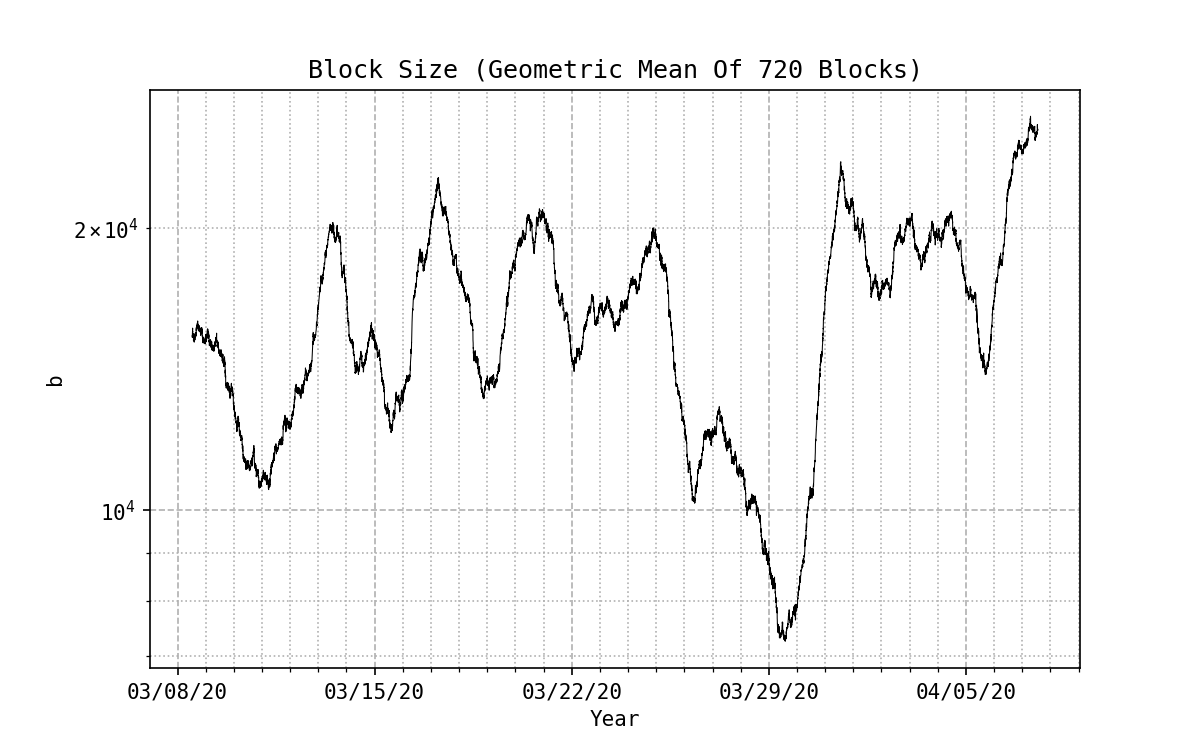 Block Size (Geometric Mean Of 720 Blocks)
2×10⁴
b
10⁴
03/08/20 03/15/20 03/22/20 03/29/20 04/05/20
Year